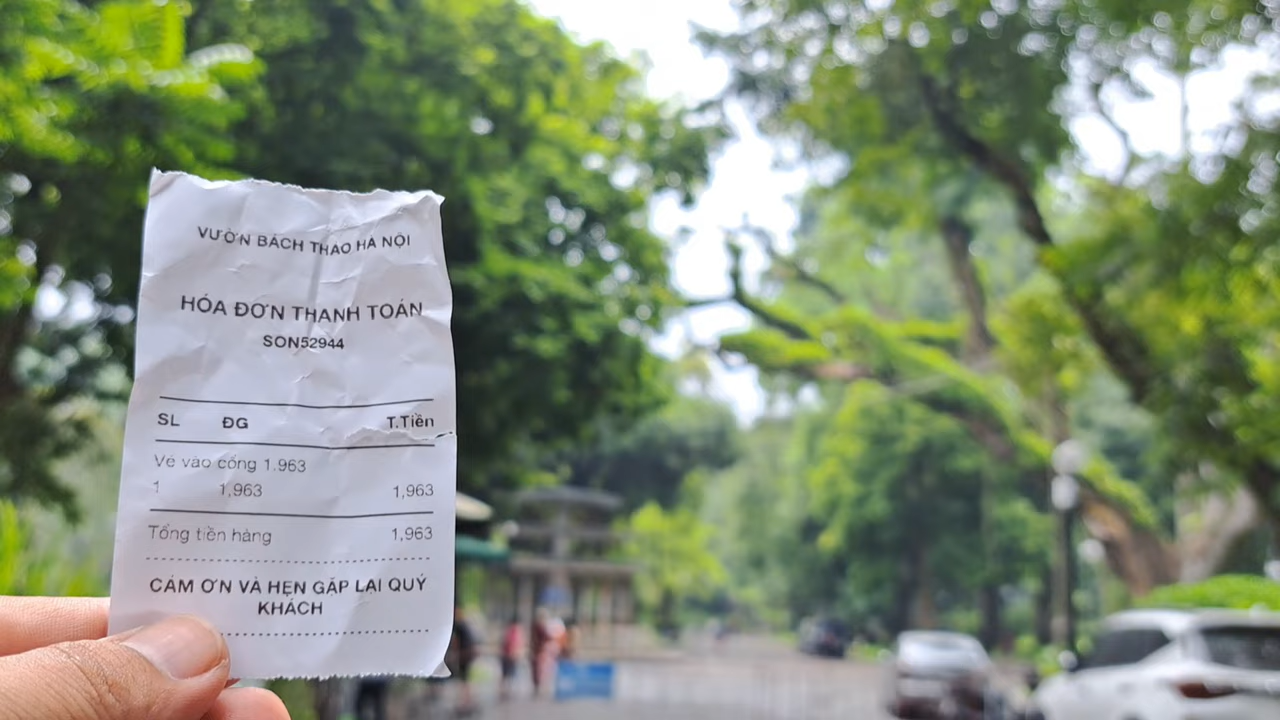 VƯỜN BÁCH THẢO HÀ NỘI
HÓA ĐƠN THANH TOÁN
SON52944
SL ĐG T.Tiền
Vé vào cổng 1.963
1 1,963 1,963
Tổng tiền hàng 1,963
CẢM ƠN VÀ HẸN GẶP LẠI QUÝ
KHÁCH